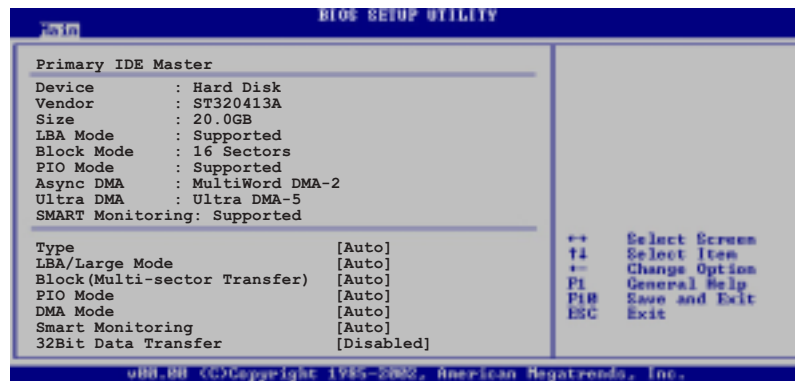 BIOS SETUP UTILITY
Main
Primary IDE Master
Device : Hard Disk
Vendor : ST320413A
Size : 20.0GB
LBA Mode : Supported
Block Mode : 16 Sectors
PIO Mode : Supported
Async DMA : MultiWord DMA-2
Ultra DMA : Ultra DMA-5
SMART Monitoring: Supported
Type [Auto]
LBA/Large Mode [Auto]
Block(Multi-sector Transfer) [Auto]
PIO Mode [Auto]
DMA Mode [Auto]
Smart Monitoring [Auto]
32Bit Data Transfer [Disabled]
↔ Select Screen
↑↓ Select Item
+- Change Option
F1 General Help
F10 Save and Exit
ESC Exit
v00.00 (C)Copyright 1985-2002, American Megatrends, Inc.